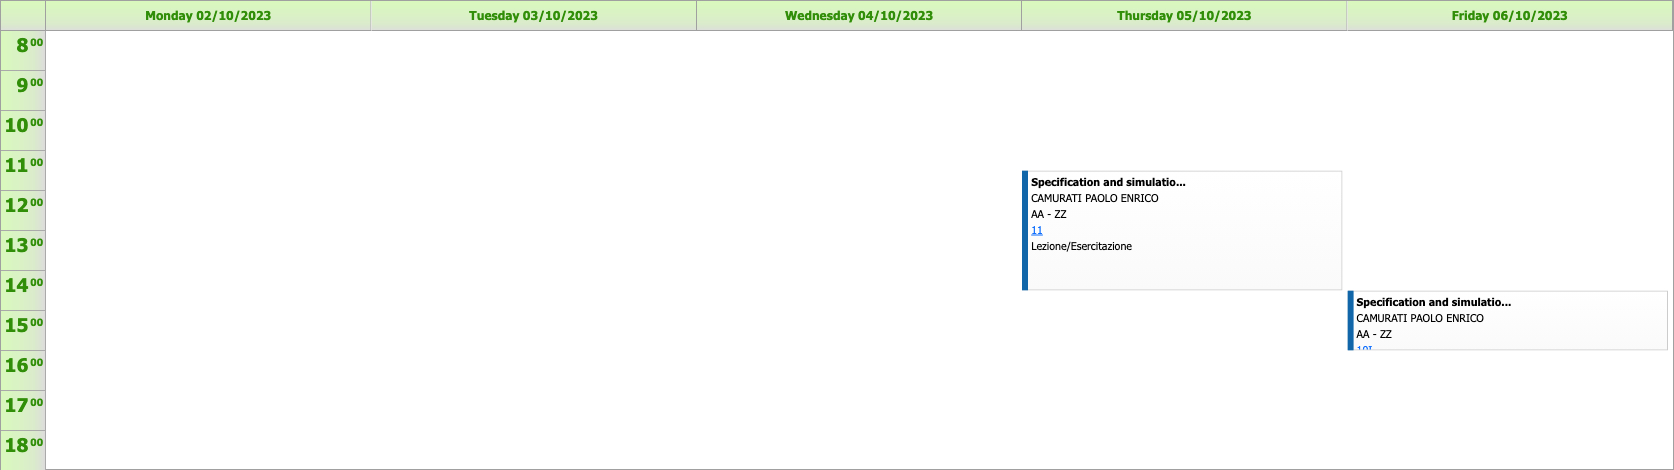 Monday 02/10/2023 Tuesday 03/10/2023 Wednesday 04/10/2023 Thursday 05/10/2023 Friday 06/10/2023
8 00
9 00
10 00
11 00
Specification and simulatio...
CAMURATI PAOLO ENRICO
12 00
AA - ZZ
11
13 00
Lezione/Esercitazione
14 00
Specification and simulatio...
CAMURATI PAOLO ENRICO
15 00
AA - ZZ
16 00
17 00
18 00